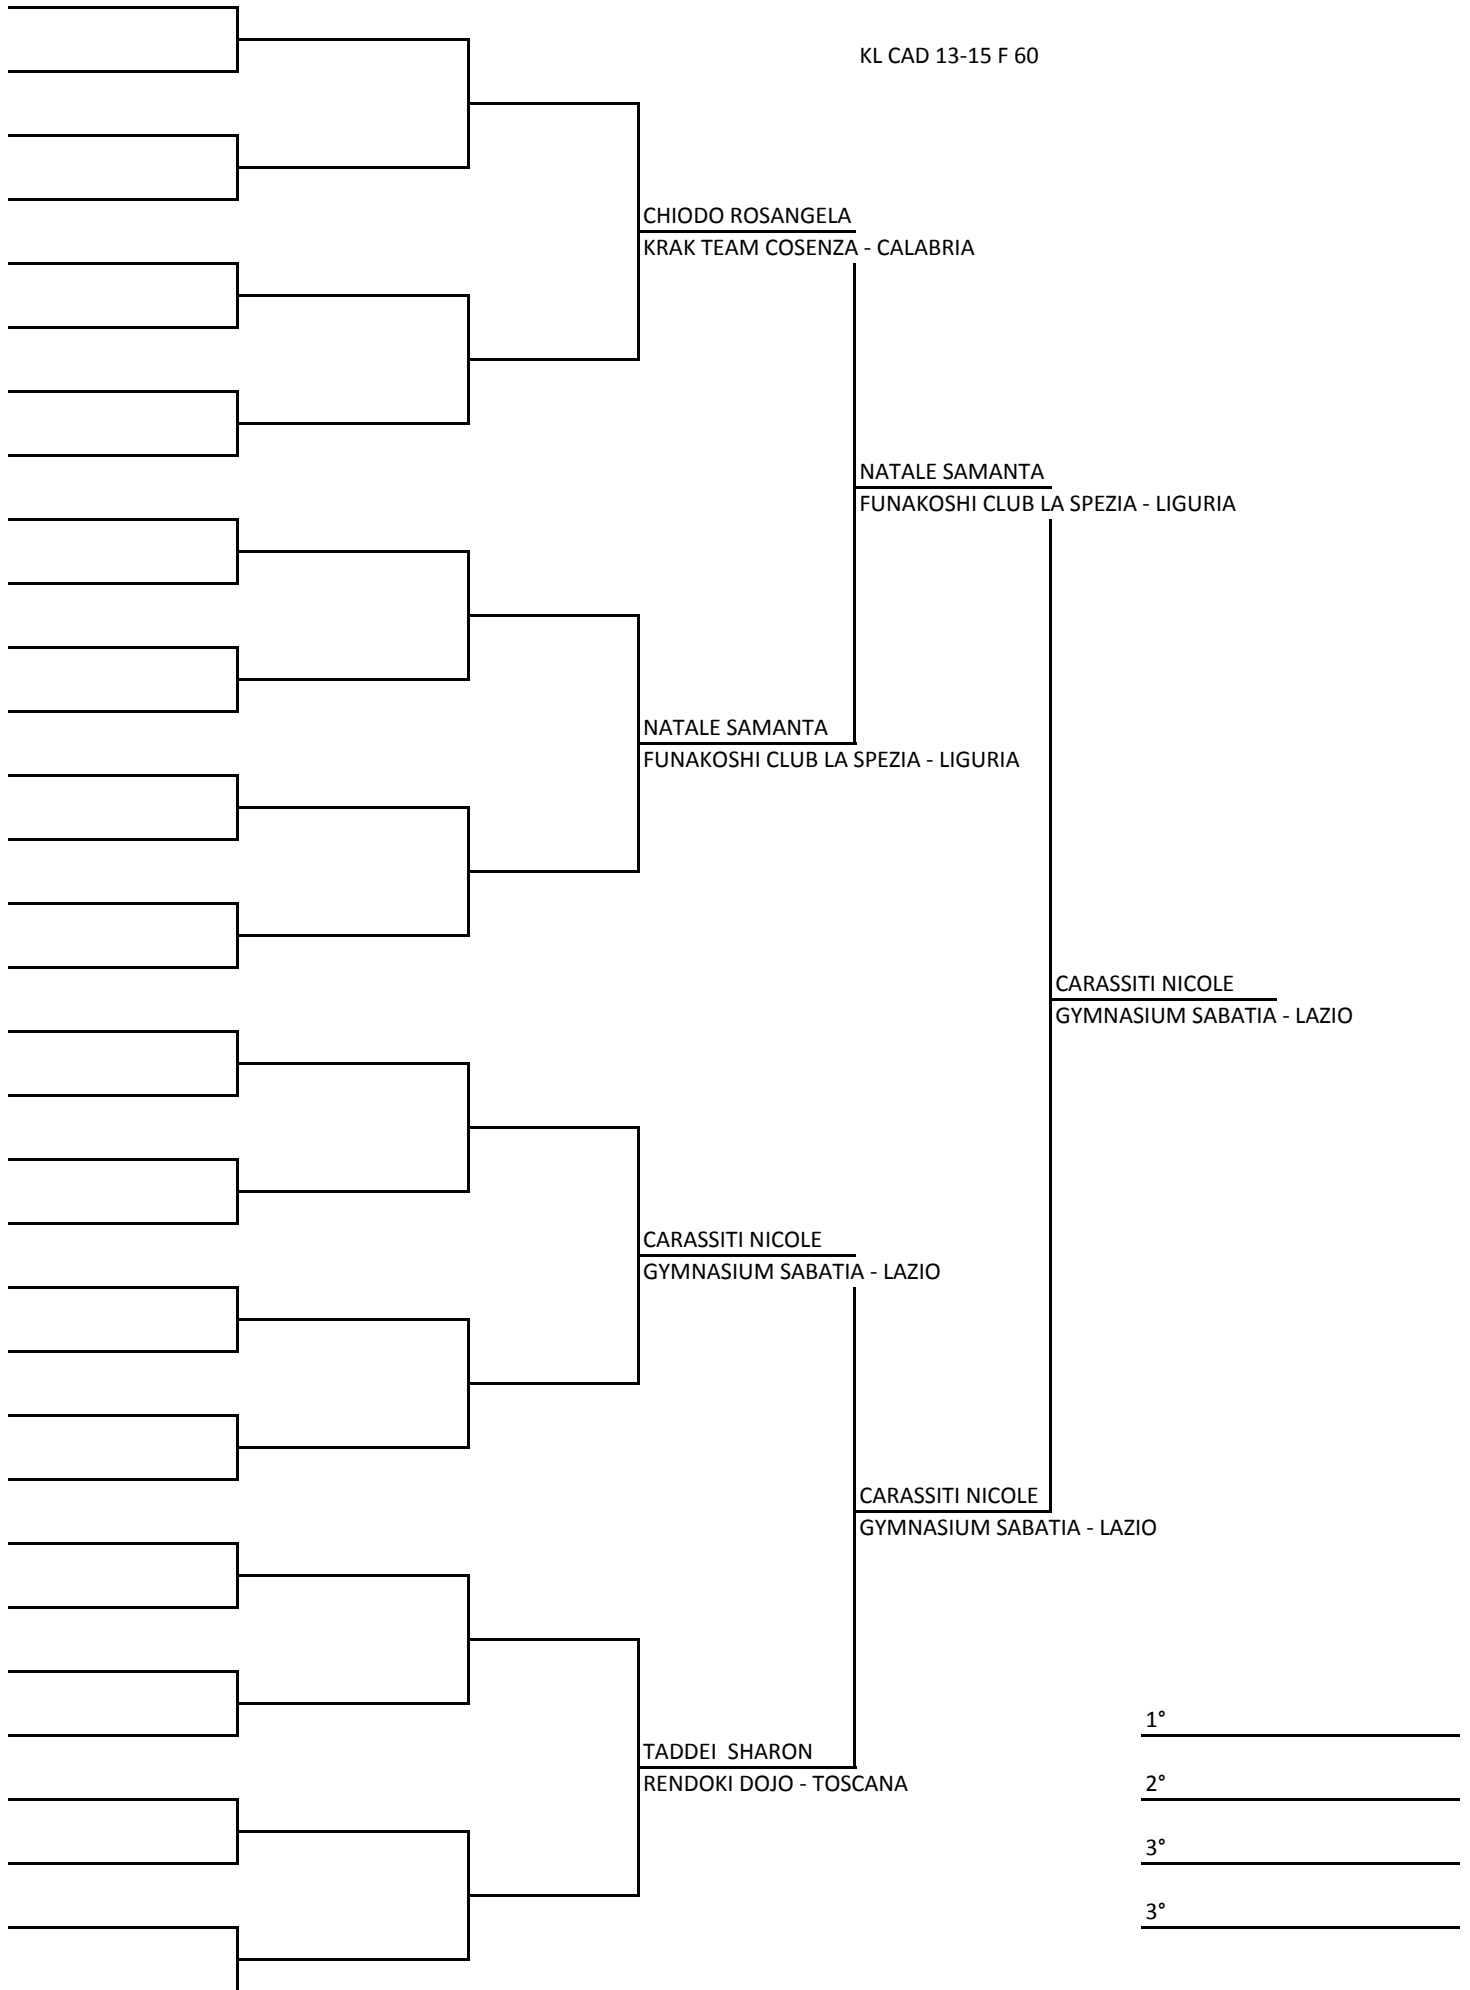 KL CAD 13-15 F 60
CHIODO ROSANGELA
KRAK TEAM COSENZA - CALABRIA
NATALE SAMANTA
FUNAKOSHI CLUB LA SPEZIA - LIGURIA
NATALE SAMANTA
FUNAKOSHI CLUB LA SPEZIA - LIGURIA
CARASSITI NICOLE
GYMNASIUM SABATIA - LAZIO
CARASSITI NICOLE
GYMNASIUM SABATIA - LAZIO
CARASSITI NICOLE
GYMNASIUM SABATIA - LAZIO
1°
TADDEI  SHARON
RENDOKI DOJO - TOSCANA
2°
3°
3°